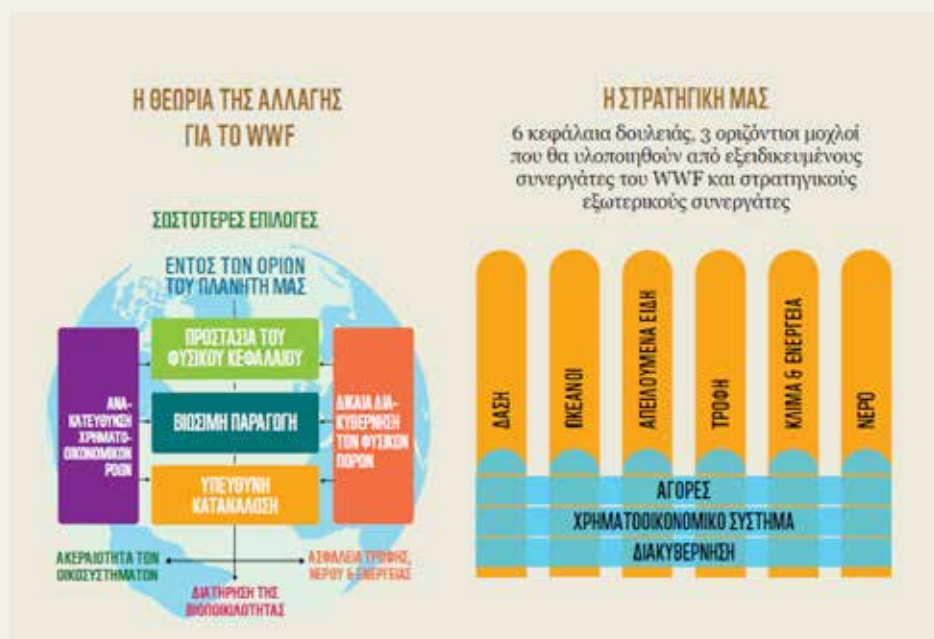 Η ΘΕΩΡΙΑ ΤΗΣ ΑΛΛΑΓΗΣ
ΓΙΑ ΤΟ WWF
ΣΩΣΤΟΤΕΡΕΣ ΕΠΙΛΟΓΕΣ
ΕΝΤΟΣ ΤΩΝ ΟΡΙΩΝ
ΤΟΥ ΠΛΑΝΗΤΗ ΜΑΣ
ΠΡΟΣΤΑΣΙΑ ΤΟΥ
ΦΥΣΙΚΟΥ ΚΕΦΑΛΑΙΟΥ
ΑΝΑ-
ΚΑΤΕΥΘΥΝΣΗ
ΧΡΗΜΑΤΟ-
ΟΙΚΟΝΟΜΙΚΩΝ
ΡΟΩΝ
ΒΙΩΣΙΜΗ ΠΑΡΑΓΩΓΗ
ΔΙΚΑΙΑ ΔΙΑ-
ΚΥΒΕΡΝΗΣΗ
ΤΩΝ ΦΥΣΙΚΩΝ
ΠΟΡΩΝ
ΥΠΕΥΘΥΝΗ
ΚΑΤΑΝΑΛΩΣΗ
ΑΚΕΡΑΙΟΤΗΤΑ ΤΩΝ
ΟΙΚΟΣΥΣΤΗΜΑΤΩΝ
ΔΙΑΤΗΡΗΣΗ ΤΗΣ
ΒΙΟΠΟΙΚΙΛΟΤΗΤΑΣ
ΑΣΦΑΛΕΙΑ ΤΡΟΦΗΣ,
ΝΕΡΟΥ & ΕΝΕΡΓΕΙΑΣ
Η ΣΤΡΑΤΗΓΙΚΗ ΜΑΣ
6 κεφάλαια δουλειάς, 3 οριζόντιοι μοχλοί
που θα υλοποιηθούν από εξειδικευμένους
συνεργάτες του WWF και στρατηγικούς
εξωτερικούς συνεργάτες
ΔΑΣΗ
ΩΚΕΑΝΟΙ
ΑΠΕΙΛΟΥΜΕΝΑ ΕΙΔΗ
ΤΡΟΦΗ
ΚΛΙΜΑ & ΕΝΕΡΓΕΙΑ
ΝΕΡΟ
ΑΓΟΡΕΣ
ΧΡΗΜΑΤΟΟΙΚΟΝΟΜΙΚΟ ΣΥΣΤΗΜΑ
ΔΙΑΚΥΒΕΡΝΗΣΗ